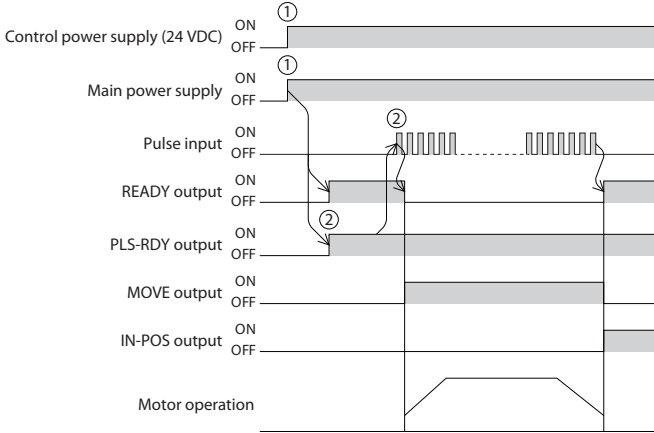 ①
Control power supply (24 VDC) ON
OFF
①
Main power supply ON
OFF
②
Pulse input ON
OFF
READY output ON
OFF
②
PLS-RDY output ON
OFF
MOVE output ON
OFF
IN-POS output ON
OFF
Motor operation